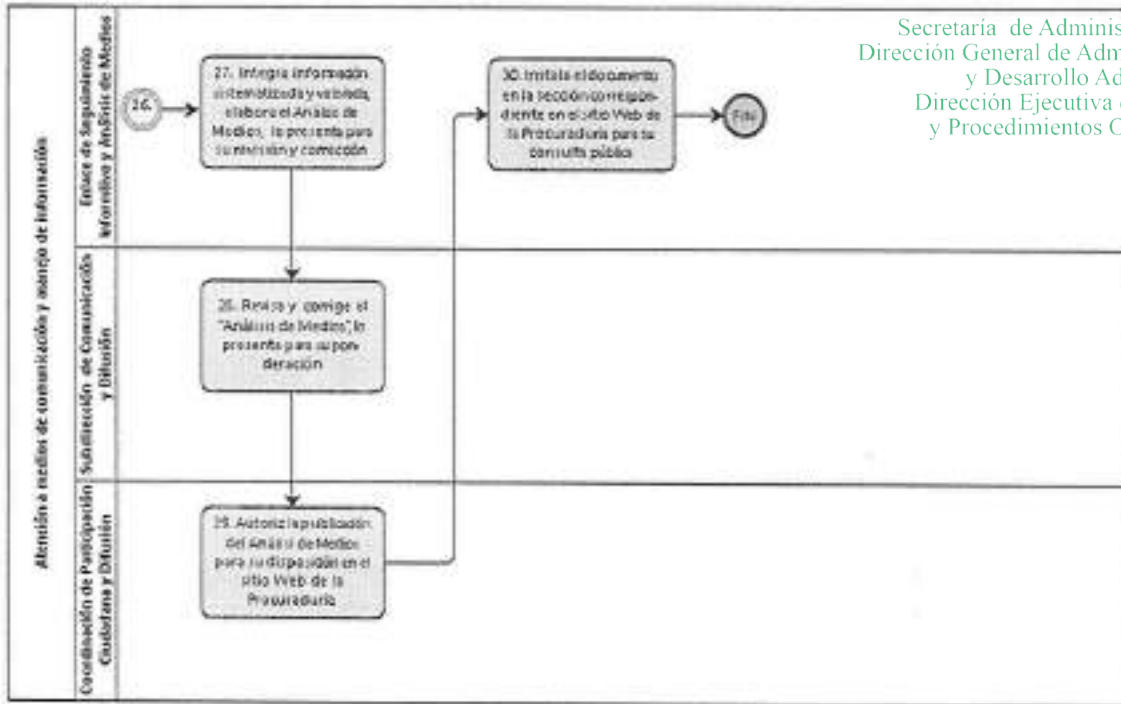 Secretaría de Adminis
Dirección General de Adm
y Desarrollo Ad
Dirección Ejecutiva
y Procedimientos O
Atención a medios de comunicación y manejo de información
Enlace de Seguimiento
Informativo y Análisis de Medios
26.
27. Integra información
sistematizada y valorada,
elabora el Análisis de
Medios, lo presenta para
su revisión y corrección
30. Instala el documento
en la sección correspon-
diente en el sitio Web de
la Procuraduría para su
consulta pública
Fin
Subdirección de Comunicación
y Difusión
28. Revisa y corrige el
"Análisis de Medios", lo
presenta para su pon-
deración
Coordinación de Participación
Ciudadana y Difusión
29. Autoriza la publicación
del Análisis de Medios
para su disposición en el
sitio Web de la
Procuraduría